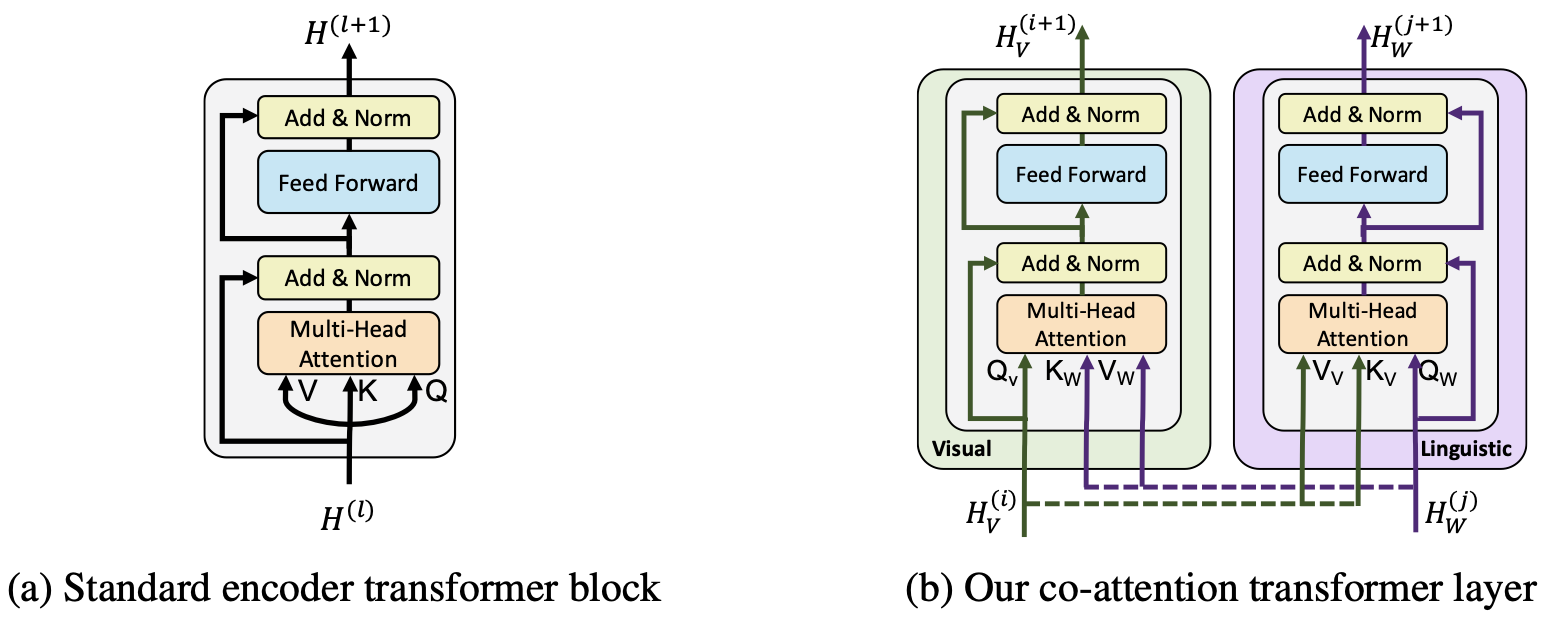 H^(l+1)
Add & Norm
Feed Forward
Add & Norm
Multi-Head
Attention
V K Q
H^(l)
(a) Standard encoder transformer block
H_V^(i+1)
Add & Norm
Feed Forward
Add & Norm
Multi-Head
Attention
Q_v K_W V_W
Visual
H_V^(i)
H_W^(j+1)
Add & Norm
Feed Forward
Add & Norm
Multi-Head
Attention
V_V K_V Q_W
Linguistic
H_W^(j)
(b) Our co-attention transformer layer